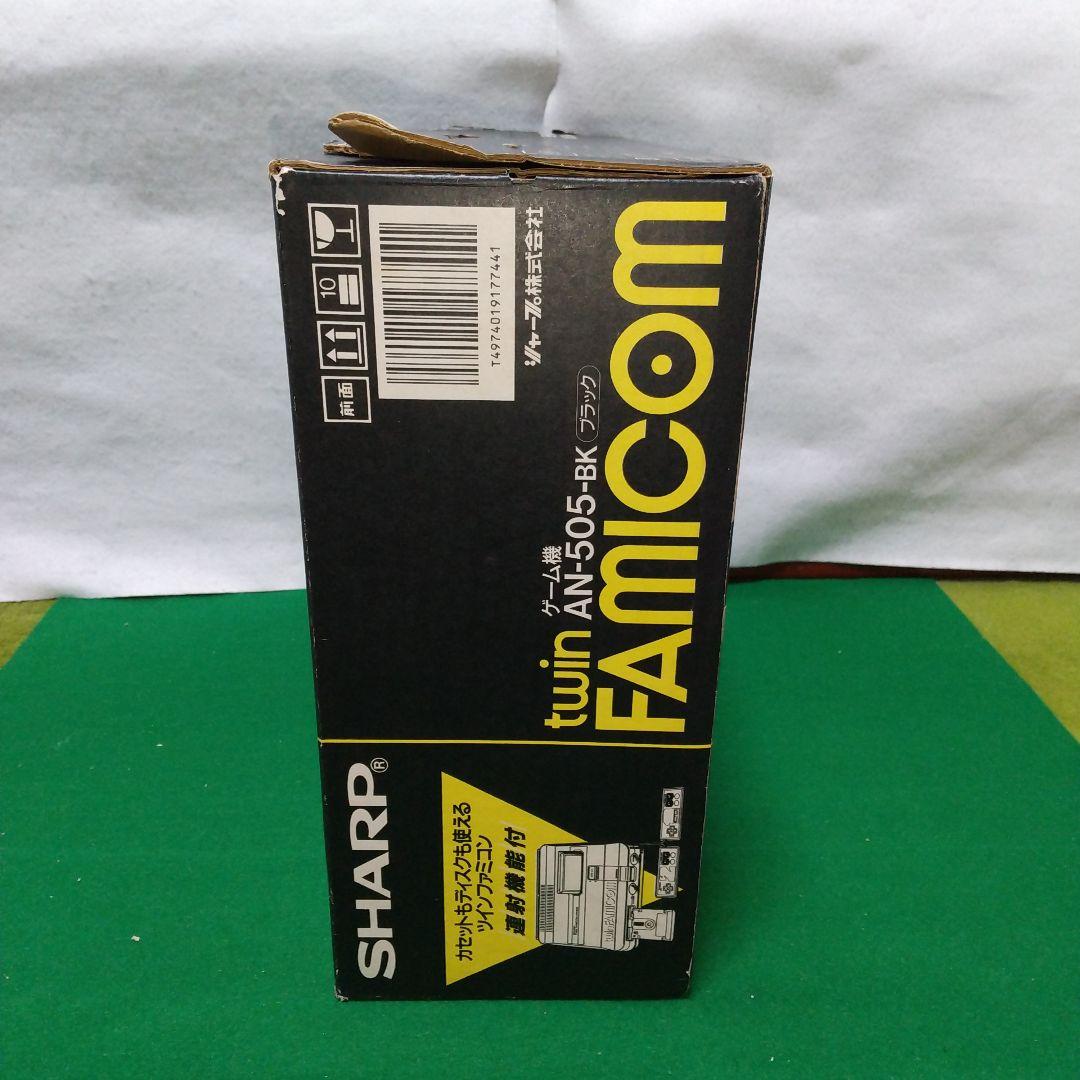 SHARP®
カセットもディスクも使える
ツインファミコン
連射機能付
twin FAMICOM
twin
ゲーム機
AN-505-BK ブラック
FAMICOM
シャープ株式会社
T4974019177441
前面
10